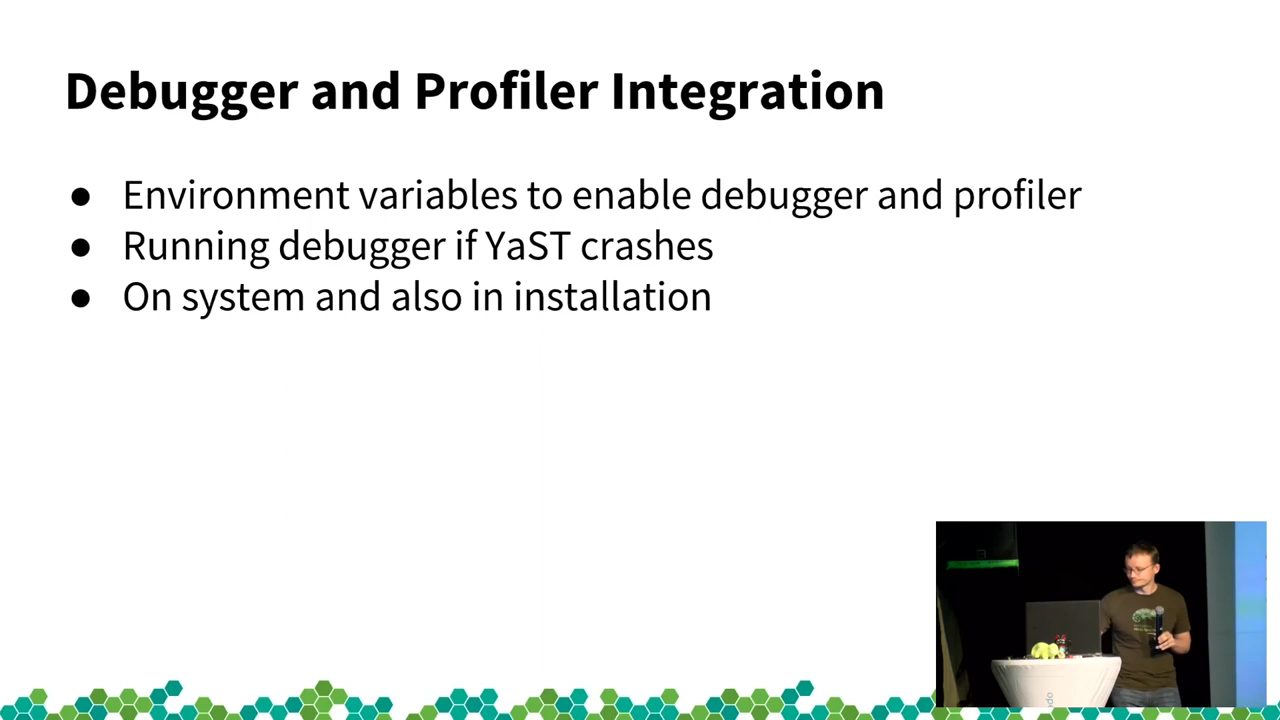 Debugger and Profiler Integration
● Environment variables to enable debugger and profiler
● Running debugger if YaST crashes
● On system and also in installation